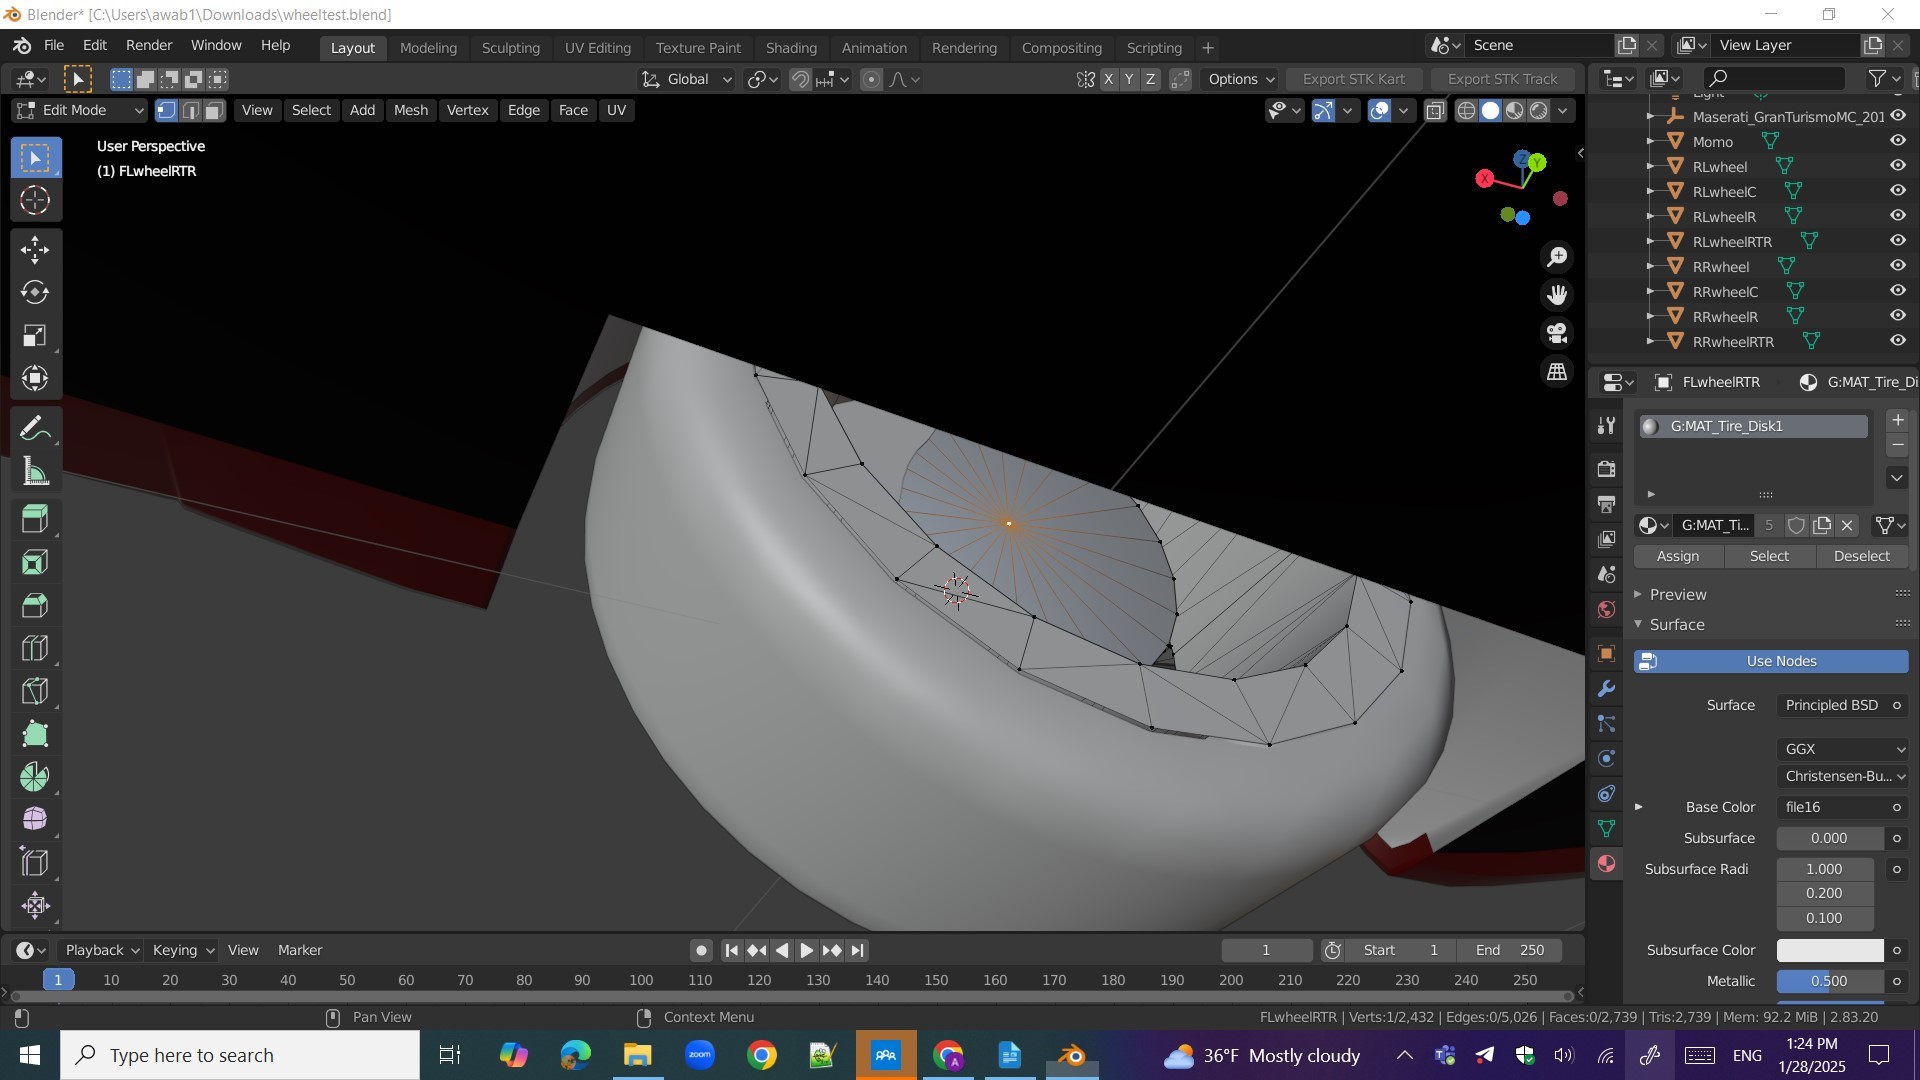 Blender* [C:\Users\awab1\Downloads\wheeltest.blend]
File Edit Render Window Help
Layout Modeling Sculpting UV Editing Texture Paint Shading Animation Rendering Compositing Scripting +
Scene
View Layer
Global
X Y Z
Options
Export STK Kart
Export STK Track
Edit Mode
View Select Add Mesh Vertex Edge Face UV
User Perspective
(1) FLwheelRTR
X Y Z
Light
Maserati_GranTurismoMC_201
Momo
RLwheel
RLwheelC
RLwheelR
RLwheelRTR
RRwheel
RRwheelC
RRwheelR
RRwheelRTR
FLwheelRTR
G:MAT_Tire_Di
G:MAT_Tire_Disk1
G:MAT_Ti... 5
Assign Select Deselect
Preview
Surface
Use Nodes
Surface Principled BSD
GGX
Christensen-Bu...
Base Color file16
Subsurface 0.000
Subsurface Radi 1.000
0.200
0.100
Subsurface Color
Metallic 0.500
Playback Keying View Marker
1
Start 1
End 250
1 10 20 30 40 50 60 70 80 90 100 110 120 130 140 150 160 170 180 190 200 210 220 230 240 250
Pan View
Context Menu
FLwheelRTR | Verts:1/2,432 | Edges:0/5,026 | Faces:0/2,739 | Tris:2,739 | Mem: 92.2 MiB | 2.83.20
Type here to search
zoom
36°F Mostly cloudy
ENG
1:24 PM
1/28/2025